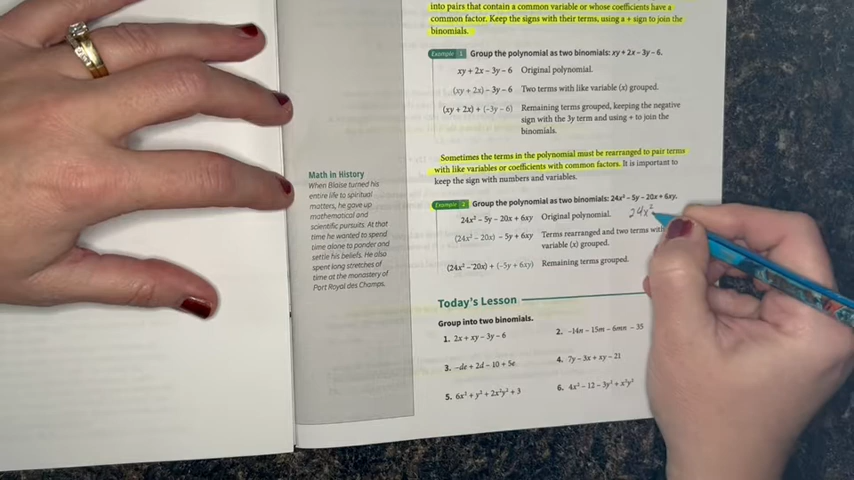 into pairs that contain a common variable or whose coefficients have a
common factor. Keep the signs with their terms, using a + sign to join the
binomials.
Example 1 Group the polynomial as two binomials: xy + 2x − 3y − 6.
xy + 2x − 3y − 6 Original polynomial.
(xy + 2x) − 3y − 6 Two terms with like variable (x) grouped.
(xy + 2x) + (−3y − 6) Remaining terms grouped, keeping the negative
sign with the 3y term and using + to join the
binomials.
Sometimes the terms in the polynomial must be rearranged to pair terms
with like variables or coefficients with common factors. It is important to
keep the sign with numbers and variables.
Math in History
When Blaise turned his
entire life to spiritual
matters, he gave up
mathematical and
scientific pursuits. At that
time he wanted to spend
time alone to ponder and
settle his beliefs. He also
spent long stretches of
time at the monastery of
Port Royal des Champs.
Example 2 Group the polynomial as two binomials: 24x² − 5y − 20x + 6xy.
24x² − 5y − 20x + 6xy Original polynomial. 24x²
(24x² − 20x) − 5y + 6xy Terms rearranged and two terms with
variable (x) grouped.
(24x² − 20x) + (−5y + 6xy) Remaining terms grouped.
Today's Lesson
Group into two binomials.
1. 2x + xy − 3y − 6
2. −14n − 15m − 6mn − 35
3. −de + 2d − 10 + 5e
4. 7y − 3x + xy − 21
5. 6x² + y² + 2x²y² + 3
6. 4x² − 12 − 3y² + x²y²